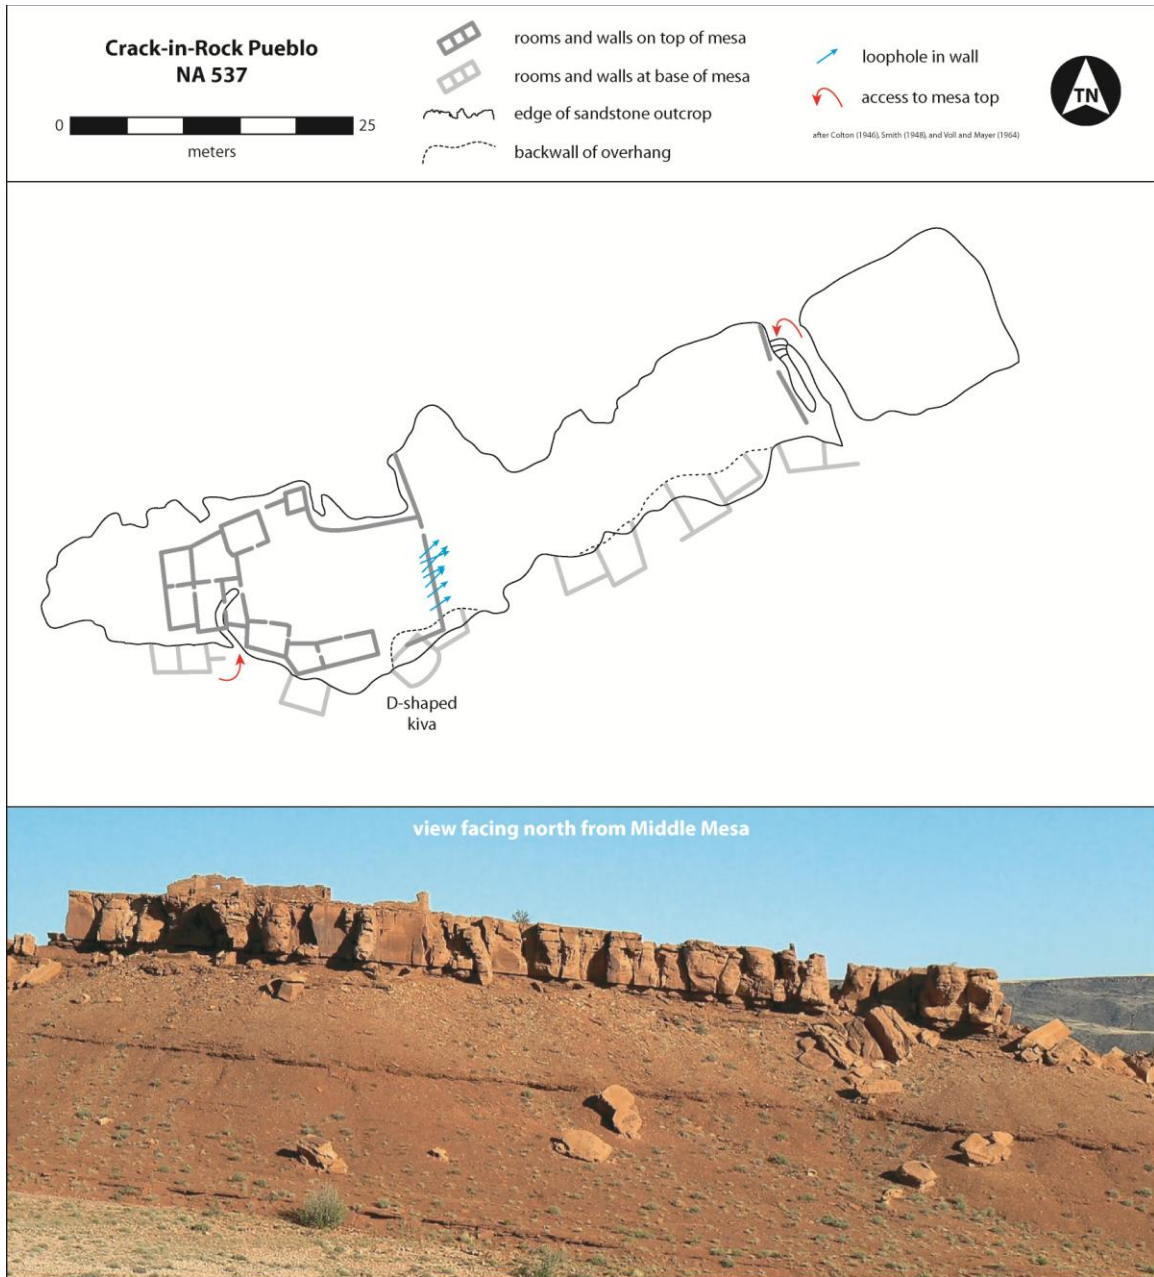 Crack-in-Rock Pueblo
NA 537
0
25
meters
rooms and walls on top of mesa
rooms and walls at base of mesa
edge of sandstone outcrop
backwall of overhang
loophole in wall
access to mesa top
after Colton (1946), Smith (1948), and Voll and Mayer (1964)
TN
D-shaped
kiva
view facing north from Middle Mesa